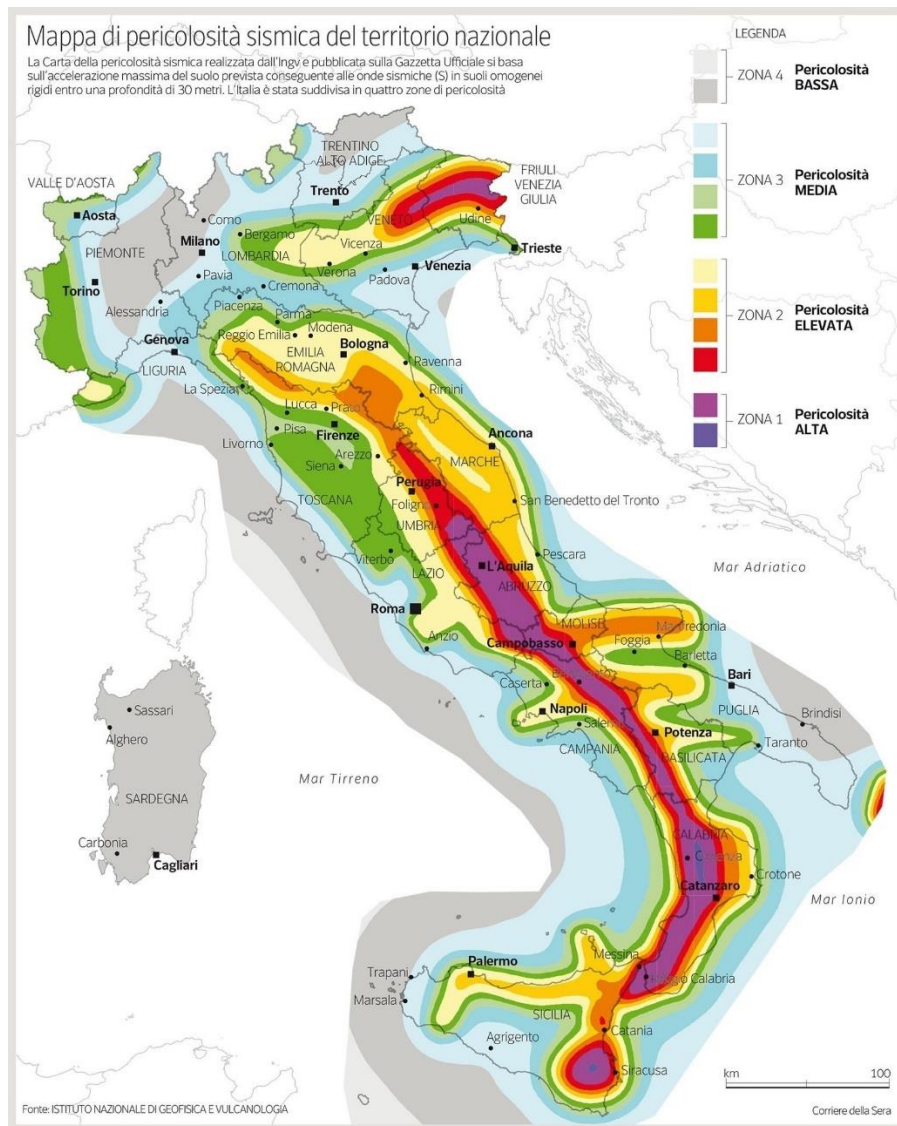 Mappa di pericolosità sismica del territorio nazionale
La Carta della pericolosità sismica realizzata dall'Ingv e pubblicata sulla Gazzetta Ufficiale si basa
sull'accelerazione massima del suolo prevista conseguente alle onde sismiche (S) in suoli omogenei
rigidi entro una profondità di 30 metri. L'Italia è stata suddivisa in quattro zone di pericolosità
LEGENDA
ZONA 4
Pericolosità
BASSA
ZONA 3
Pericolosità
MEDIA
ZONA 2
Pericolosità
ELEVATA
ZONA 1
Pericolosità
ALTA
TRENTINO
ALTO ADIGE
FRIULI
VENEZIA
GIULIA
VALLE D'AOSTA
Trento
Aosta
Como
VENETO
Udine
Bergamo
Trieste
PIEMONTE
Milano
LOMBARDIA
Vicenza
Verona
Padova
Venezia
Torino
Pavia
Cremona
Alessandria
Piacenza
Parma
Genova
Reggio Emilia
Modena
LIGURIA
EMILIA
ROMAGNA
Bologna
Ravenna
La Spezia
Rimini
Lucca
Prato
Pisa
Firenze
Livorno
Arezzo
Ancona
Siena
MARCHE
TOSCANA
Perugia
Foligno
San Benedetto del Tronto
UMBRIA
Viterbo
LAZIO
L'Aquila
Pescara
ABRUZZO
Mar Adriatico
Roma
Anzio
MOLISE
Campobasso
Manfredonia
Foggia
Barletta
Caserta
Bari
Napoli
Salerno
PUGLIA
Brindisi
Potenza
CAMPANIA
BASILICATA
Taranto
Sassari
Alghero
SARDEGNA
Mar Tirreno
Carbonia
Cagliari
CALABRIA
Cosenza
Catanzaro
Crotone
Mar Ionio
Palermo
Messina
Trapani
Reggio Calabria
Marsala
SICILIA
Catania
Agrigento
Siracusa
km
100
Fonte: ISTITUTO NAZIONALE DI GEOFISICA E VULCANOLOGIA
Corriere della Sera